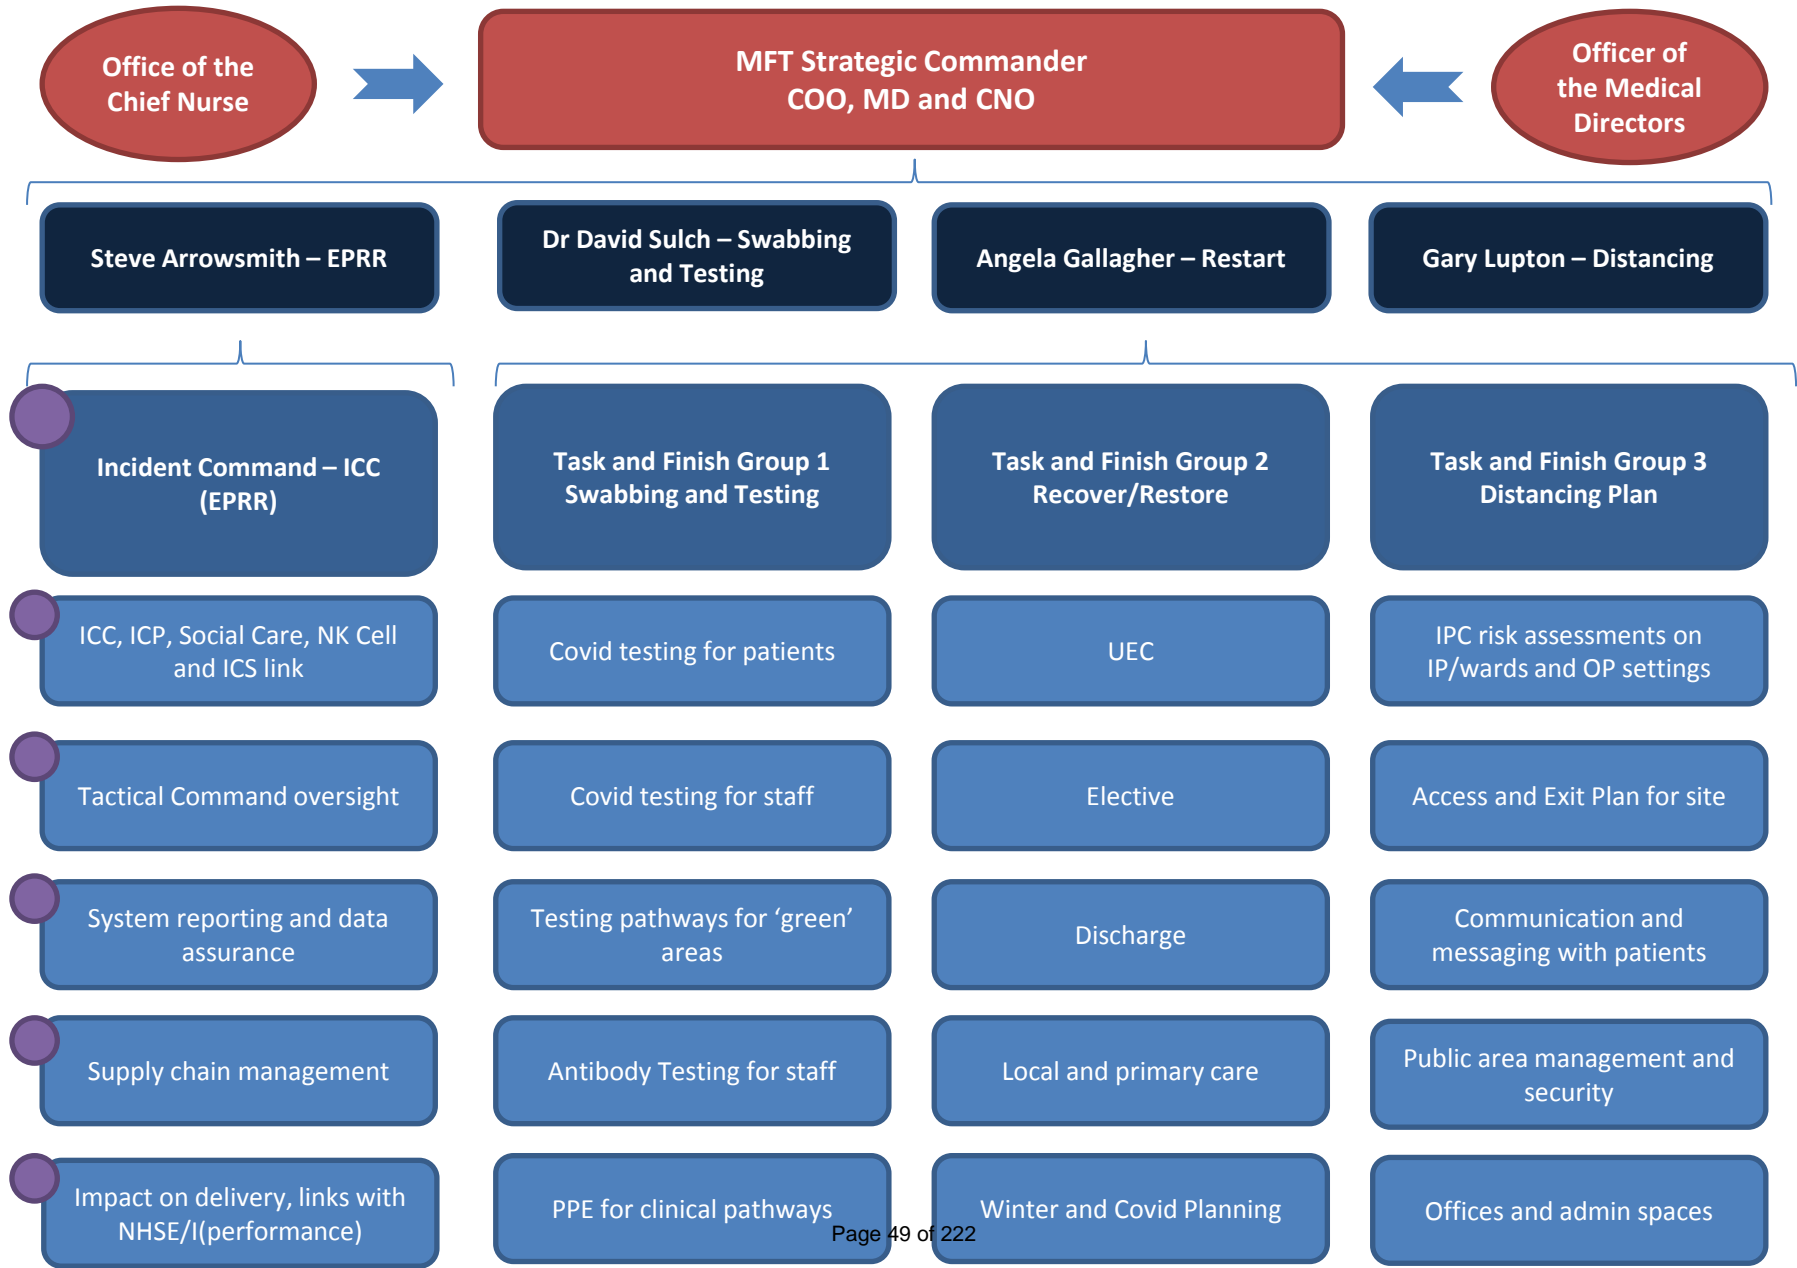 Office of the
Chief Nurse
MFT Strategic Commander
COO, MD and CNO
Officer of
the Medical
Directors
Steve Arrowsmith – EPRR
Dr David Sulch – Swabbing
and Testing
Angela Gallagher – Restart
Gary Lupton – Distancing
Incident Command – ICC
(EPRR)
Task and Finish Group 1
Swabbing and Testing
Task and Finish Group 2
Recover/Restore
Task and Finish Group 3
Distancing Plan
ICC, ICP, Social Care, NK Cell
and ICS link
Covid testing for patients
UEC
IPC risk assessments on
IP/wards and OP settings
Tactical Command oversight
Covid testing for staff
Elective
Access and Exit Plan for site
System reporting and data
assurance
Testing pathways for ‘green’
areas
Discharge
Communication and
messaging with patients
Supply chain management
Antibody Testing for staff
Local and primary care
Public area management and
security
Impact on delivery, links with
NHSE/I(performance)
PPE for clinical pathways
Winter and Covid Planning
Offices and admin spaces
Page 49 of 222